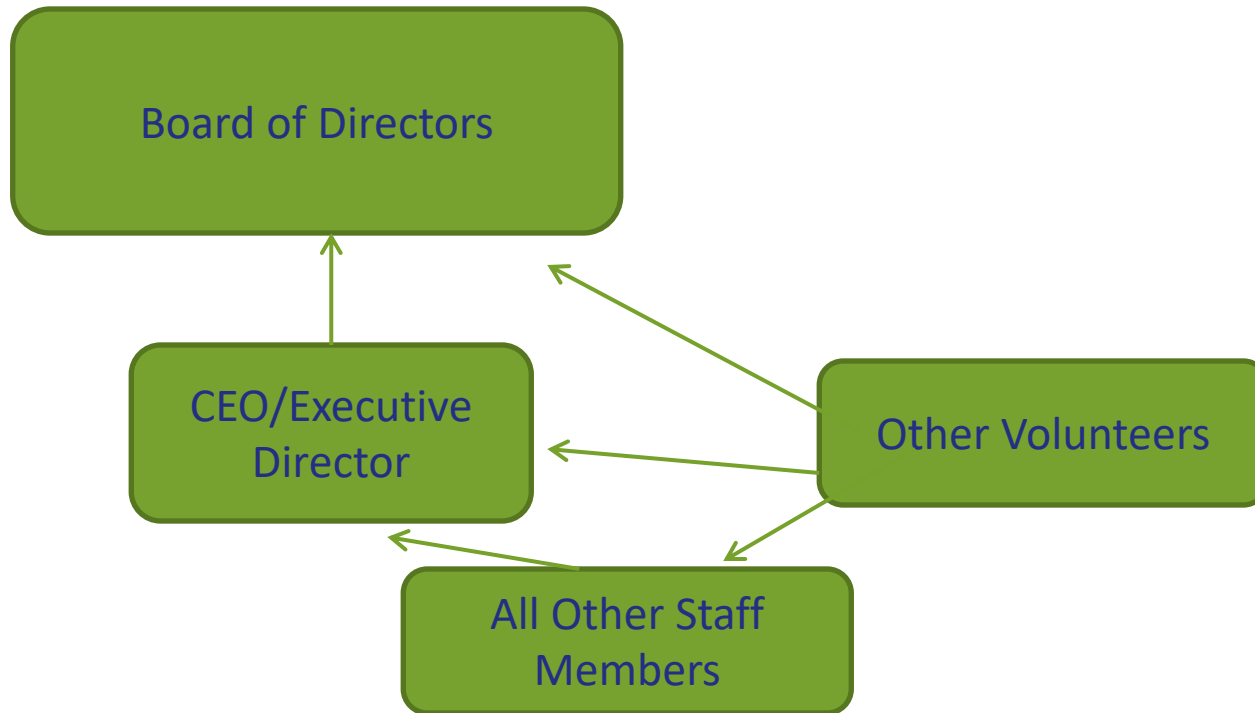 Board of Directors
CEO/Executive
Director
Other Volunteers
All Other Staff
Members